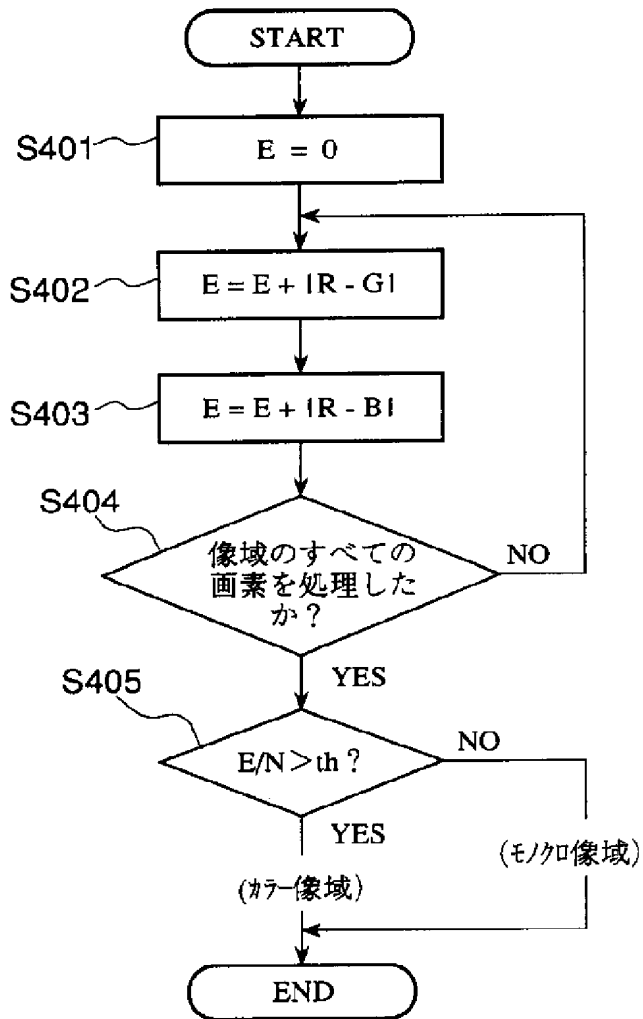 START
S401
E = 0
S402
E = E + |R - G|
S403
E = E + |R - B|
S404
像域のすべての
画素を処理した
か？
NO
YES
S405
E/N＞th？
NO
YES
(モノクロ像域)
(カラー像域)
END